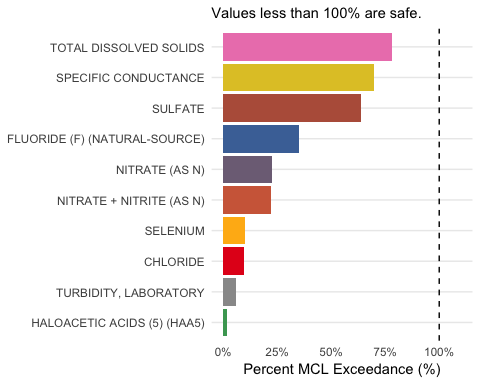 Values less than 100% are safe.
TOTAL DISSOLVED SOLIDS
SPECIFIC CONDUCTANCE
SULFATE
FLUORIDE (F) (NATURAL-SOURCE)
NITRATE (AS N)
NITRATE + NITRITE (AS N)
SELENIUM
CHLORIDE
TURBIDITY, LABORATORY
HALOACETIC ACIDS (5) (HAA5)
0% 25% 50% 75% 100%
Percent MCL Exceedance (%)